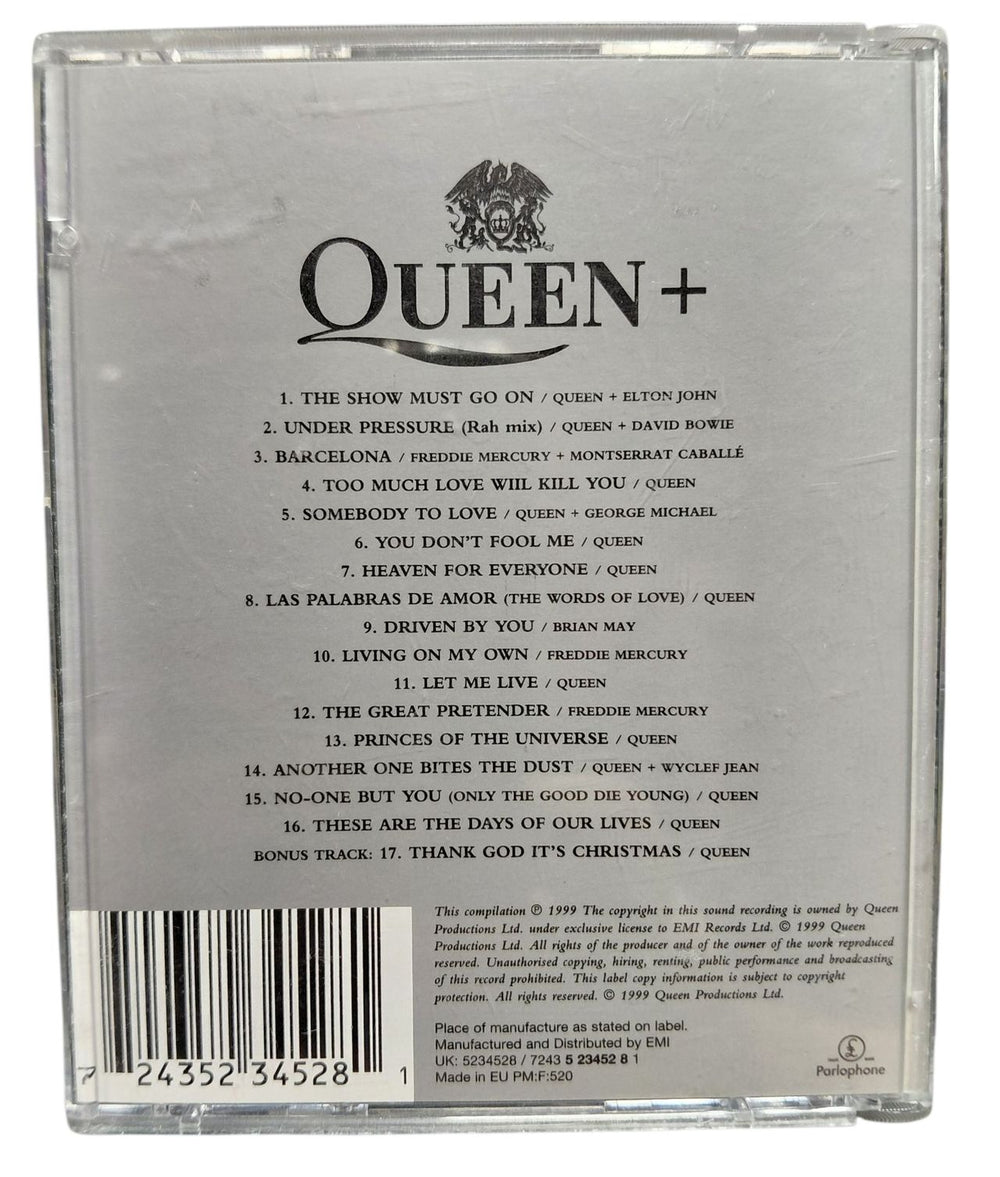 QUEEN +
1. THE SHOW MUST GO ON / QUEEN + ELTON JOHN
2. UNDER PRESSURE (Rah mix) / QUEEN + DAVID BOWIE
3. BARCELONA / FREDDIE MERCURY + MONTSERRAT CABALLÉ
4. TOO MUCH LOVE WIIL KILL YOU / QUEEN
5. SOMEBODY TO LOVE / QUEEN + GEORGE MICHAEL
6. YOU DON'T FOOL ME / QUEEN
7. HEAVEN FOR EVERYONE / QUEEN
8. LAS PALABRAS DE AMOR (THE WORDS OF LOVE) / QUEEN
9. DRIVEN BY YOU / BRIAN MAY
10. LIVING ON MY OWN / FREDDIE MERCURY
11. LET ME LIVE / QUEEN
12. THE GREAT PRETENDER / FREDDIE MERCURY
13. PRINCES OF THE UNIVERSE / QUEEN
14. ANOTHER ONE BITES THE DUST / QUEEN + WYCLEF JEAN
15. NO-ONE BUT YOU (ONLY THE GOOD DIE YOUNG) / QUEEN
16. THESE ARE THE DAYS OF OUR LIVES / QUEEN
BONUS TRACK: 17. THANK GOD IT'S CHRISTMAS / QUEEN
This compilation ℗ 1999 The copyright in this sound recording is owned by Queen
Productions Ltd. under exclusive license to EMI Records Ltd. © 1999 Queen
Productions Ltd. All rights of the producer and of the owner of the work reproduced
reserved. Unauthorised copying, hiring, renting, public performance and broadcasting
of this record prohibited. This label copy information is subject to copyright
protection. All rights reserved. © 1999 Queen Productions Ltd.
Place of manufacture as stated on label.
Manufactured and Distributed by EMI
UK: 5234528 / 7243 5 23452 8 1
Made in EU PM:F:520
7 24352 34528 1
£
Parlophone